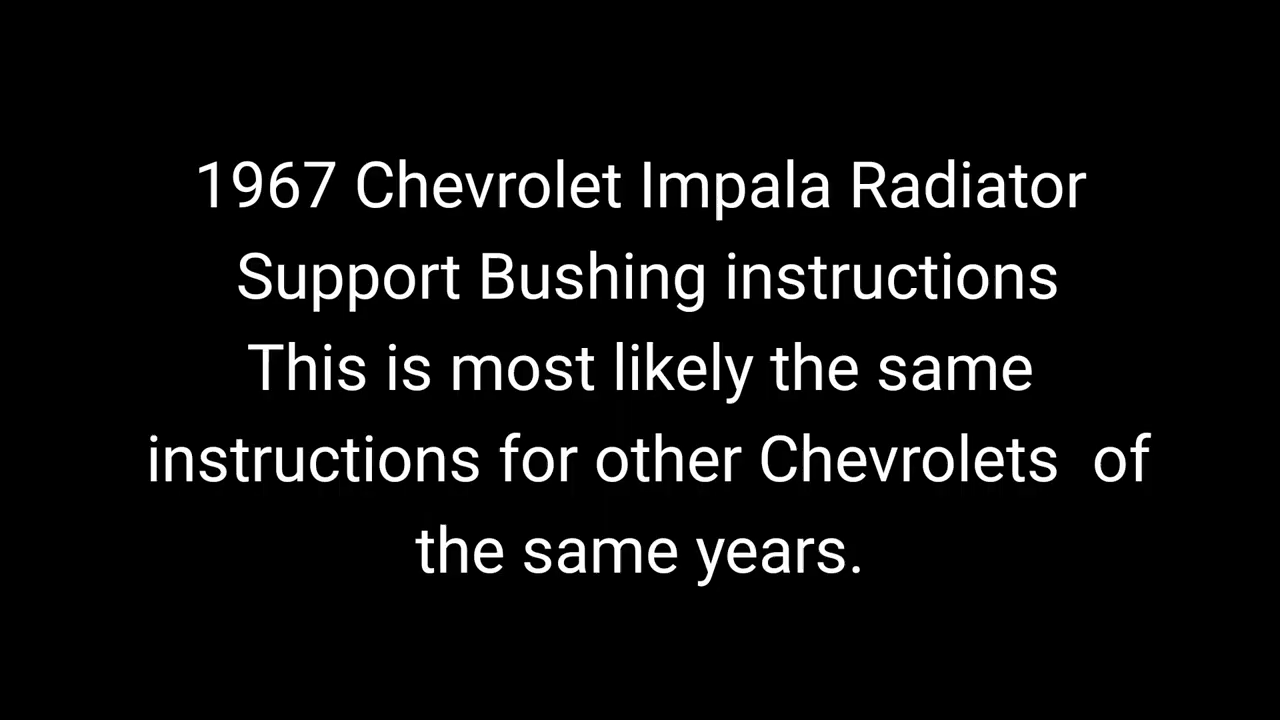 1967 Chevrolet Impala Radiator
Support Bushing instructions
This is most likely the same
instructions for other Chevrolets  of
the same years.